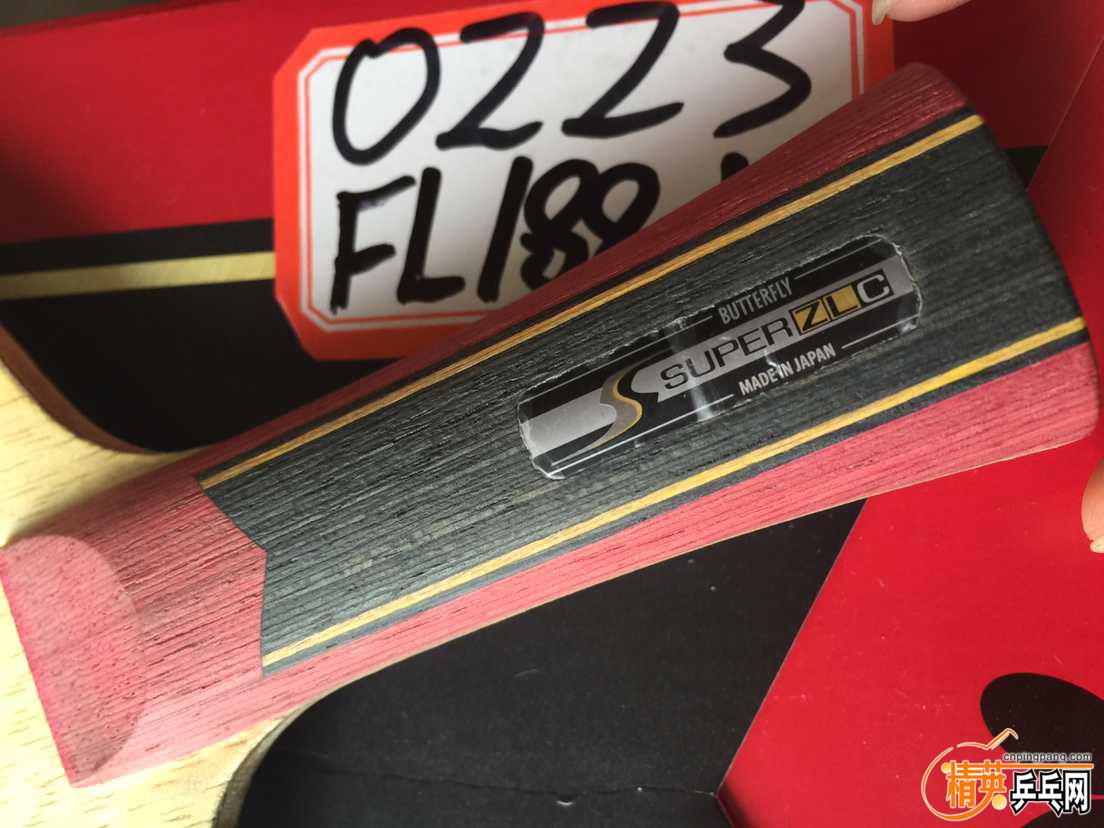 0223
FL188
BUTTERFLY
SUPER ZLC
MADE IN JAPAN
cnpingpang.com
精英乒乓网